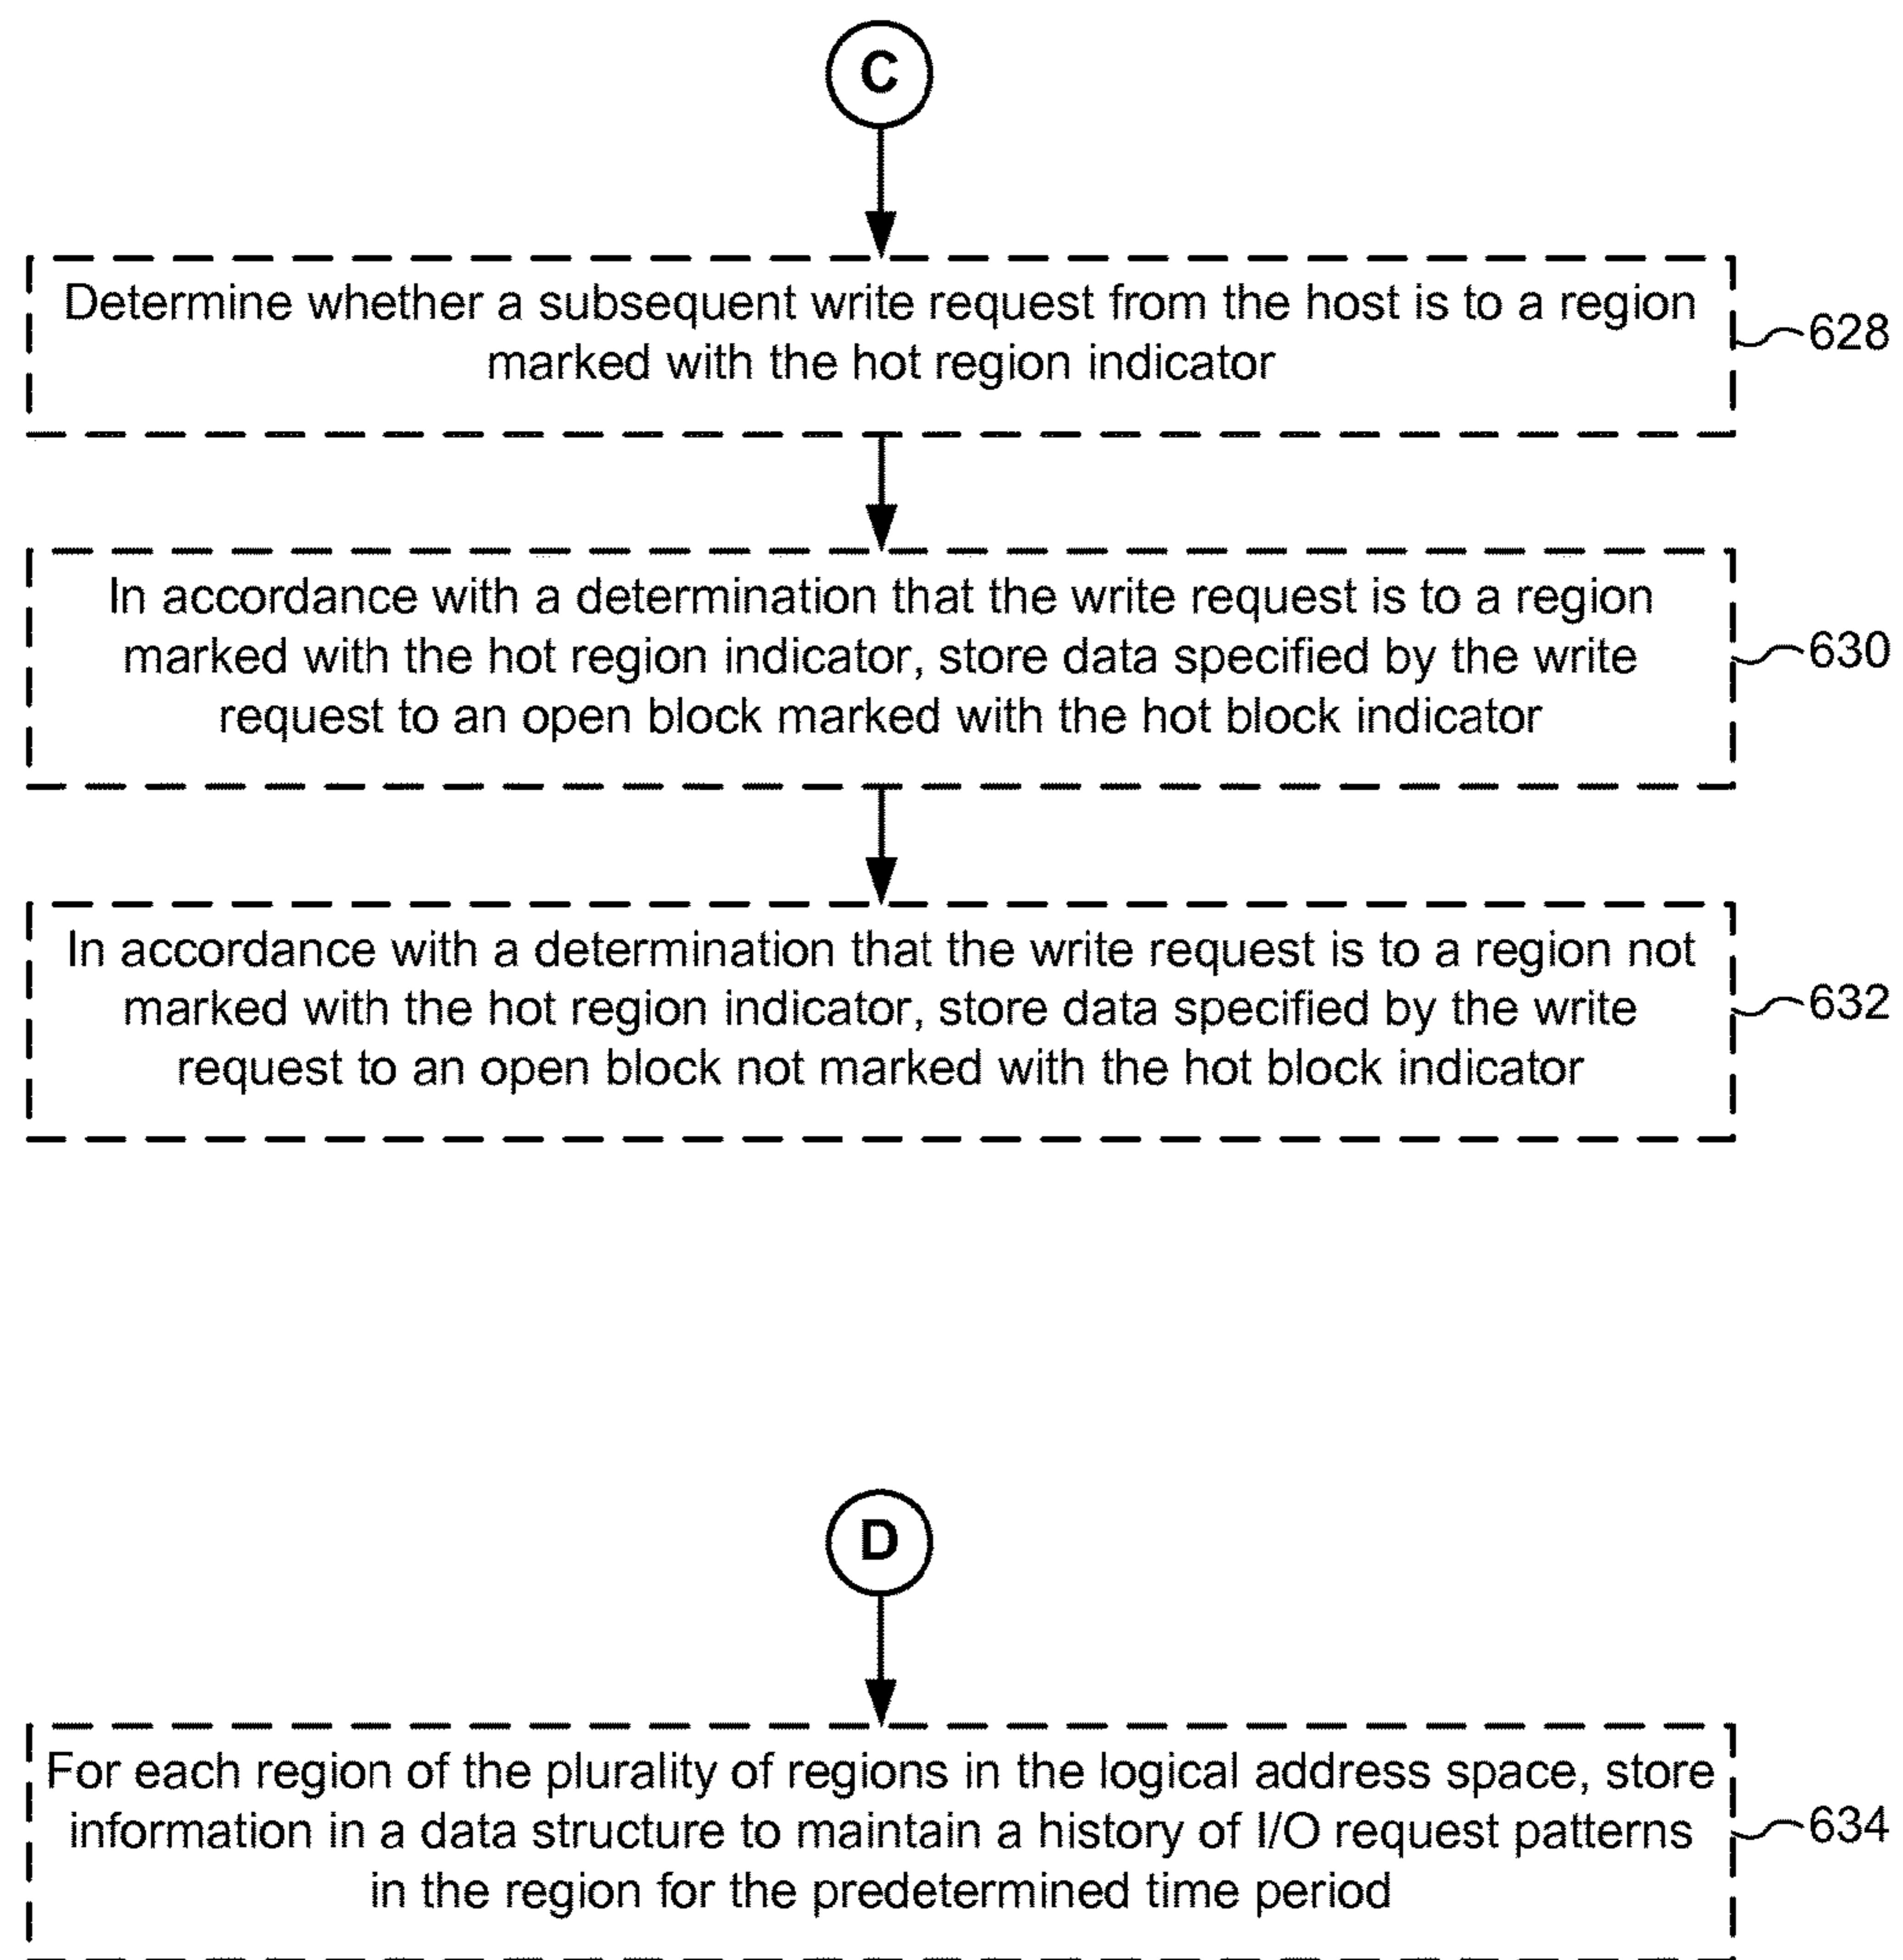 C
Determine whether a subsequent write request from the host is to a region
marked with the hot region indicator
628
In accordance with a determination that the write request is to a region
marked with the hot region indicator, store data specified by the write
request to an open block marked with the hot block indicator
630
In accordance with a determination that the write request is to a region not
marked with the hot region indicator, store data specified by the write
request to an open block not marked with the hot block indicator
632
D
For each region of the plurality of regions in the logical address space, store
information in a data structure to maintain a history of I/O request patterns
in the region for the predetermined time period
634